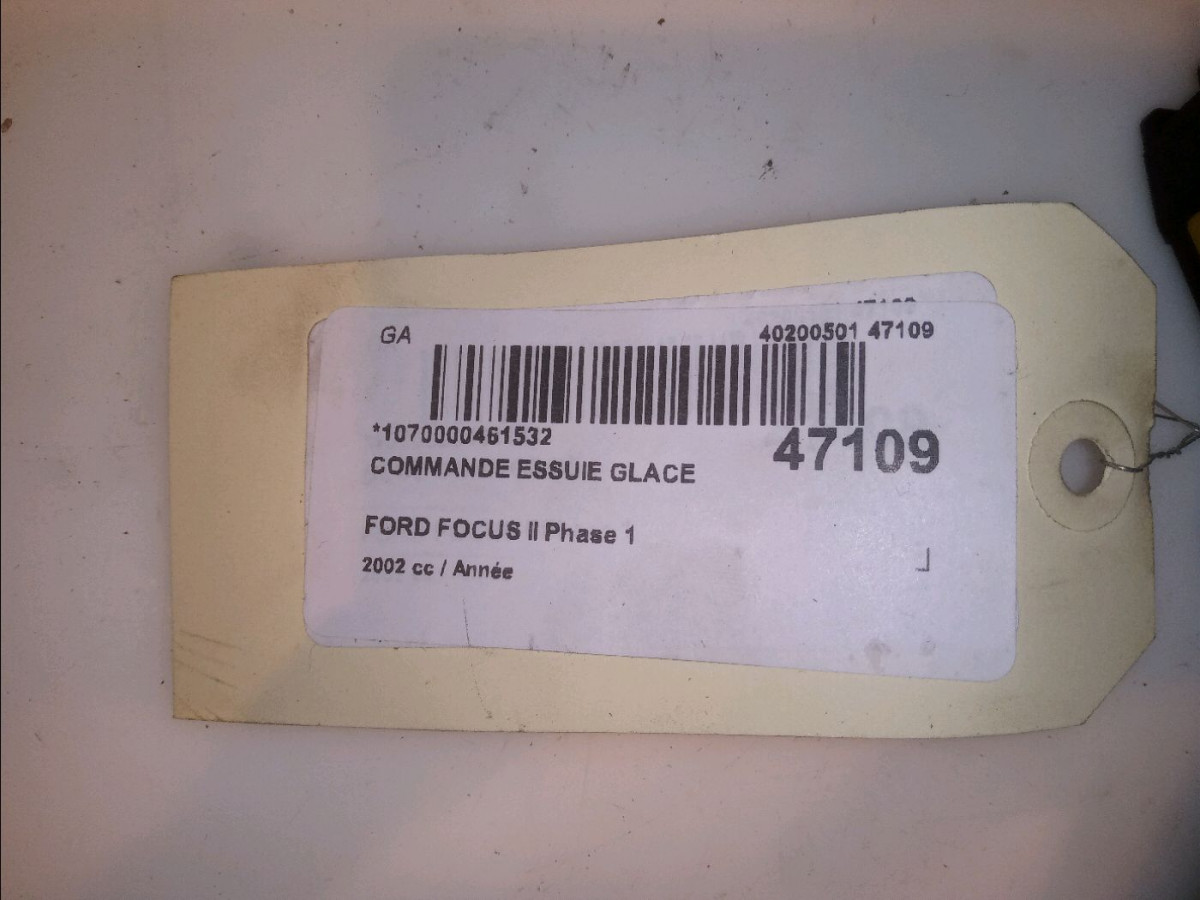 GA
40200501 47109
*1070000461532
47109
COMMANDE ESSUIE GLACE
FORD FOCUS II Phase 1
2002 cc / Année